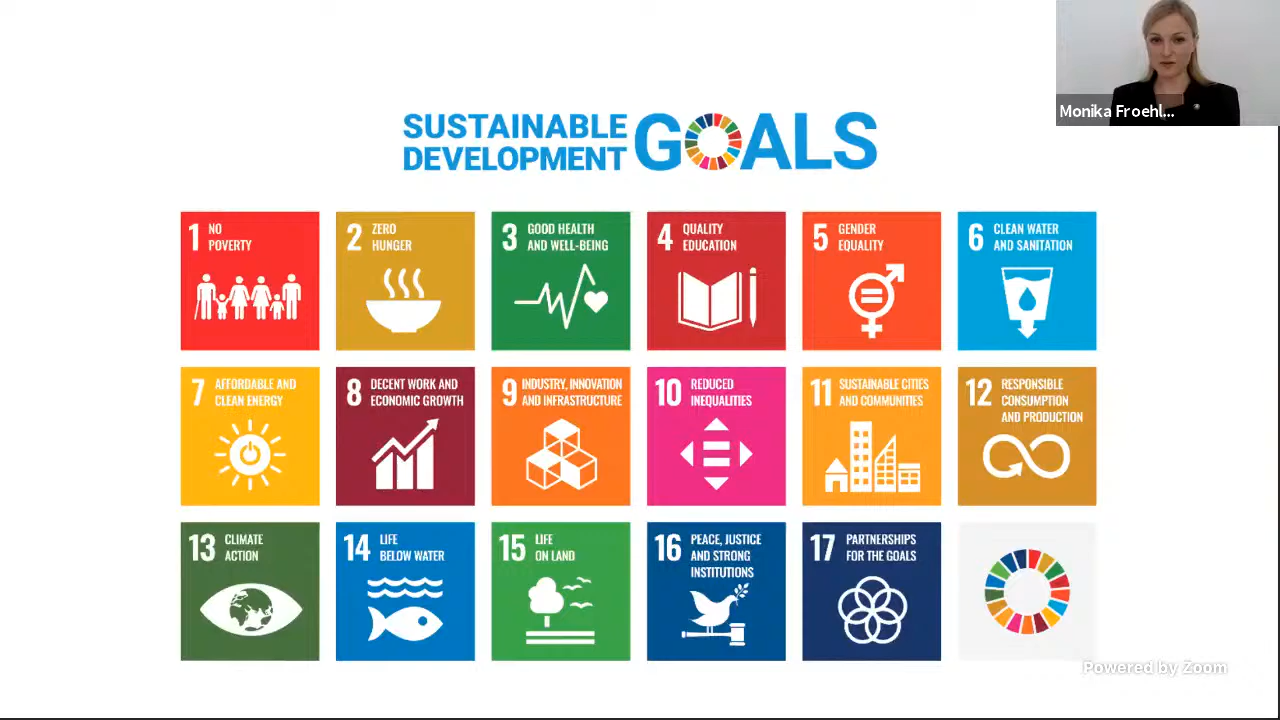 Monika Froehl...
SUSTAINABLE
DEVELOPMENT
GOALS
1 NO
POVERTY
2 ZERO
HUNGER
3 GOOD HEALTH
AND WELL-BEING
4 QUALITY
EDUCATION
5 GENDER
EQUALITY
6 CLEAN WATER
AND SANITATION
7 AFFORDABLE AND
CLEAN ENERGY
8 DECENT WORK AND
ECONOMIC GROWTH
9 INDUSTRY, INNOVATION
AND INFRASTRUCTURE
10 REDUCED
INEQUALITIES
11 SUSTAINABLE CITIES
AND COMMUNITIES
12 RESPONSIBLE
CONSUMPTION
AND PRODUCTION
13 CLIMATE
ACTION
14 LIFE
BELOW WATER
15 LIFE
ON LAND
16 PEACE, JUSTICE
AND STRONG
INSTITUTIONS
17 PARTNERSHIPS
FOR THE GOALS
Powered by Zoom